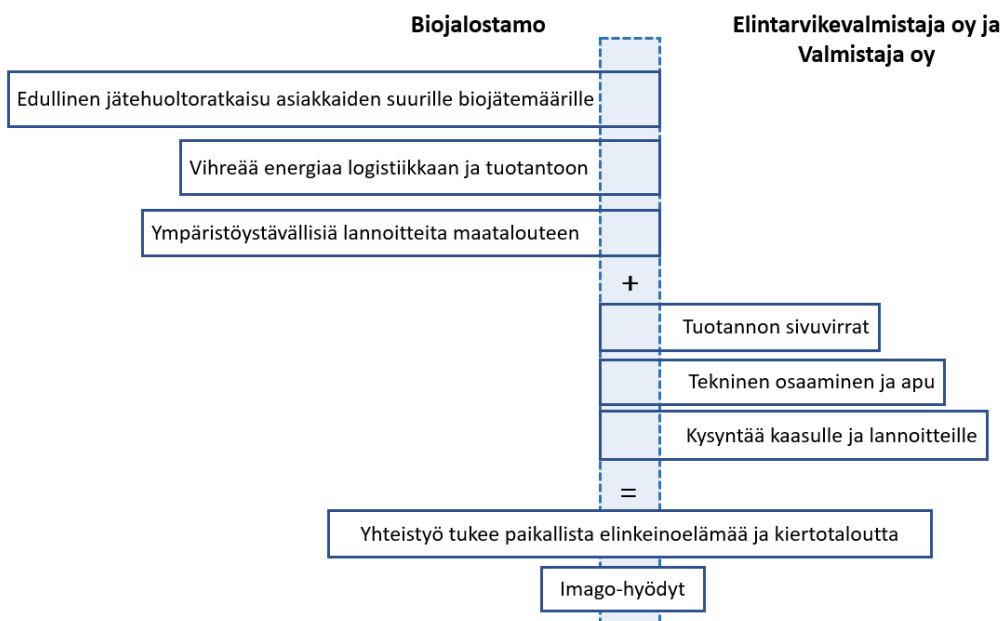 Biojalostamo
Elintarvikevalmistaja oy ja
Valmistaja oy
Edullinen jätehuoltoratkaisu asiakkaiden suurille biojätemäärille
Vihreää energiaa logistiikkaan ja tuotantoon
Ympäristöystävällisiä lannoitteita maatalouteen
+
Tuotannon sivuvirrat
Tekninen osaaminen ja apu
Kysyntää kaasulle ja lannoitteille
=
Yhteistyö tukee paikallista elinkeinoelämää ja kiertotaloutta
Imago-hyödyt